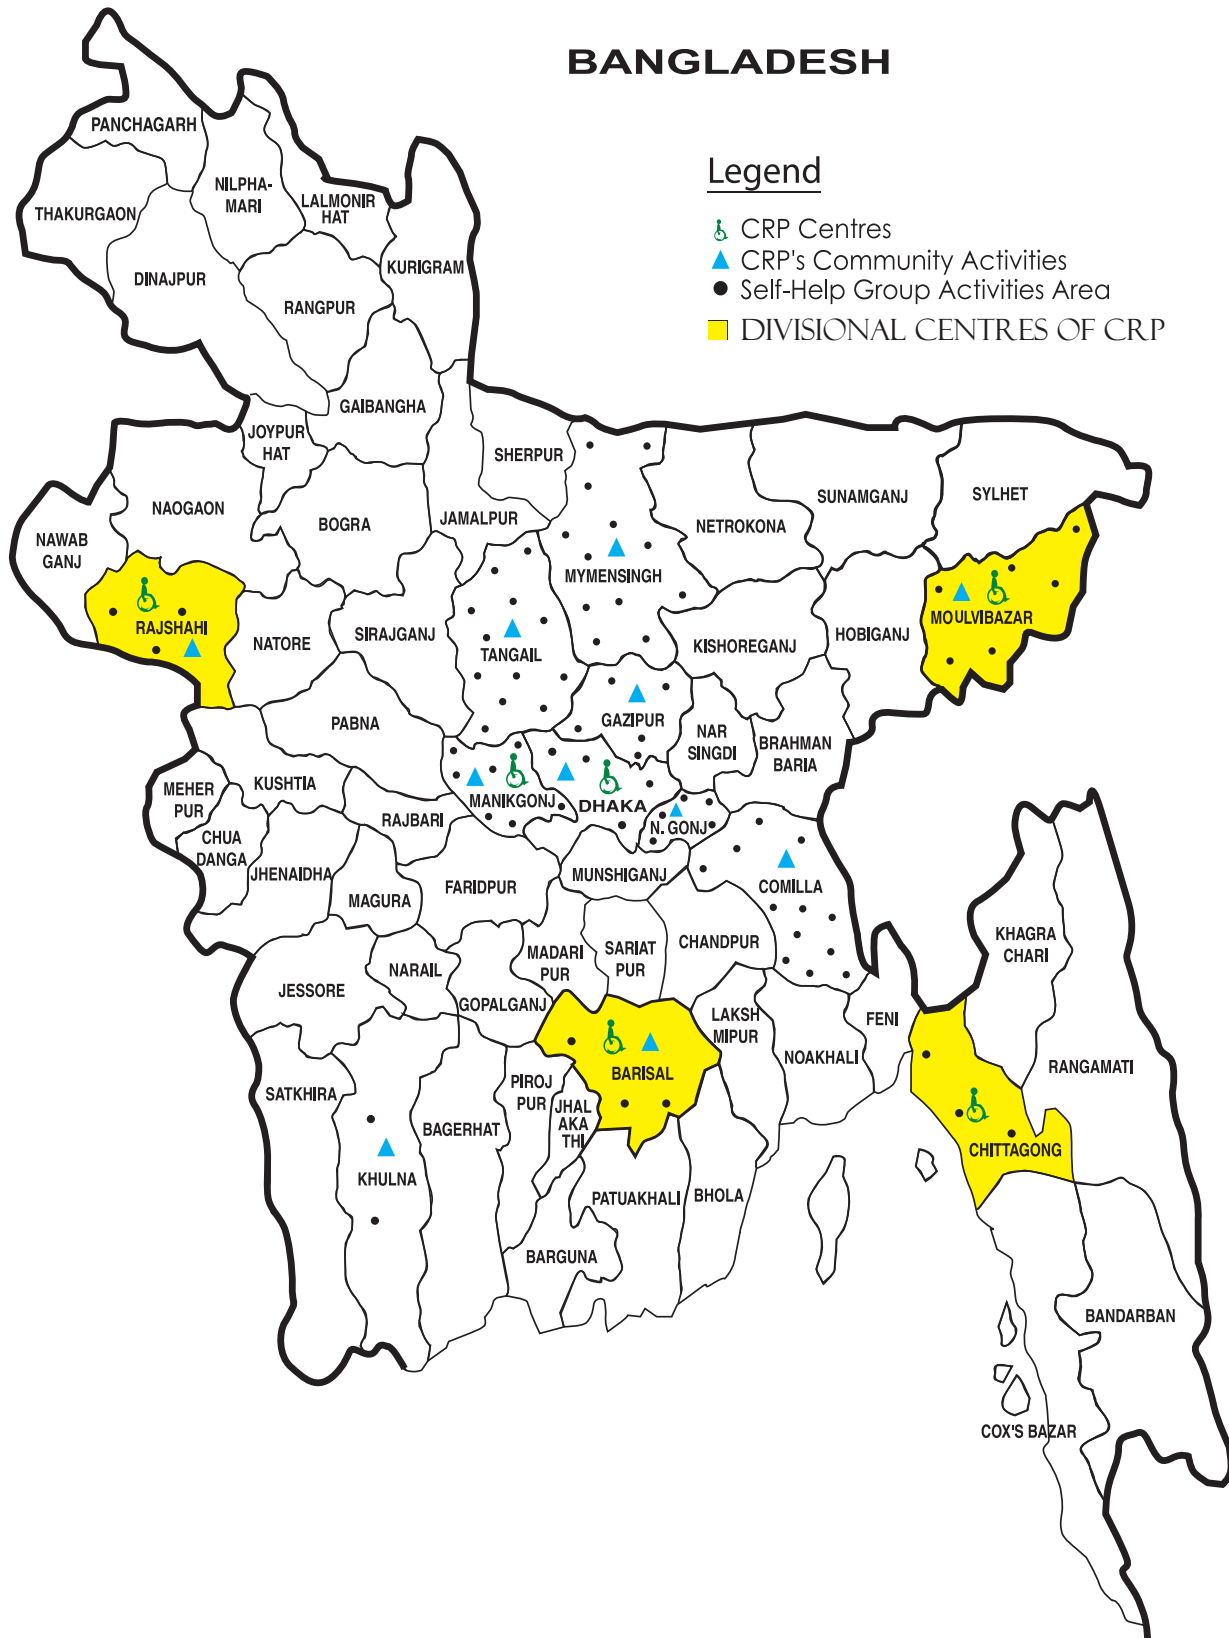 BANGLADESH
Legend
CRP Centres
CRP's Community Activities
Self-Help Group Activities Area
DIVISIONAL CENTRES OF CRP
PANCHAGARH
THAKURGAON
NILPHA-
MARI
LALMONIR
HAT
DINAJPUR
KURIGRAM
RANGPUR
GAIBANGHA
JOYPUR
HAT
SHERPUR
NAOGAON
BOGRA
JAMALPUR
NETROKONA
SUNAMGANJ
SYLHET
NAWAB
GANJ
MYMENSINGH
RAJSHAHI
NATORE
SIRAJGANJ
TANGAIL
KISHOREGANJ
HOBIGANJ
MOULVIBAZAR
PABNA
GAZIPUR
NAR
SINGDI
BRAHMAN
BARIA
MEHER
PUR
KUSHTIA
MANIKGONJ
DHAKA
RAJBARI
N. GONJ
CHUA
DANGA
JHENAIDHA
MAGURA
FARIDPUR
MUNSHIGANJ
COMILLA
NARAIL
MADARI
PUR
SARIAT
PUR
CHANDPUR
KHAGRA
CHARI
JESSORE
GOPALGANJ
LAKSH
MIPUR
FENI
NOAKHALI
RANGAMATI
SATKHIRA
BARISAL
PIROJ
PUR
JHAL
AKA
THI
BAGERHAT
KHULNA
CHITTAGONG
PATUAKHALI
BHOLA
BARGUNA
BANDARBAN
COX'S BAZAR